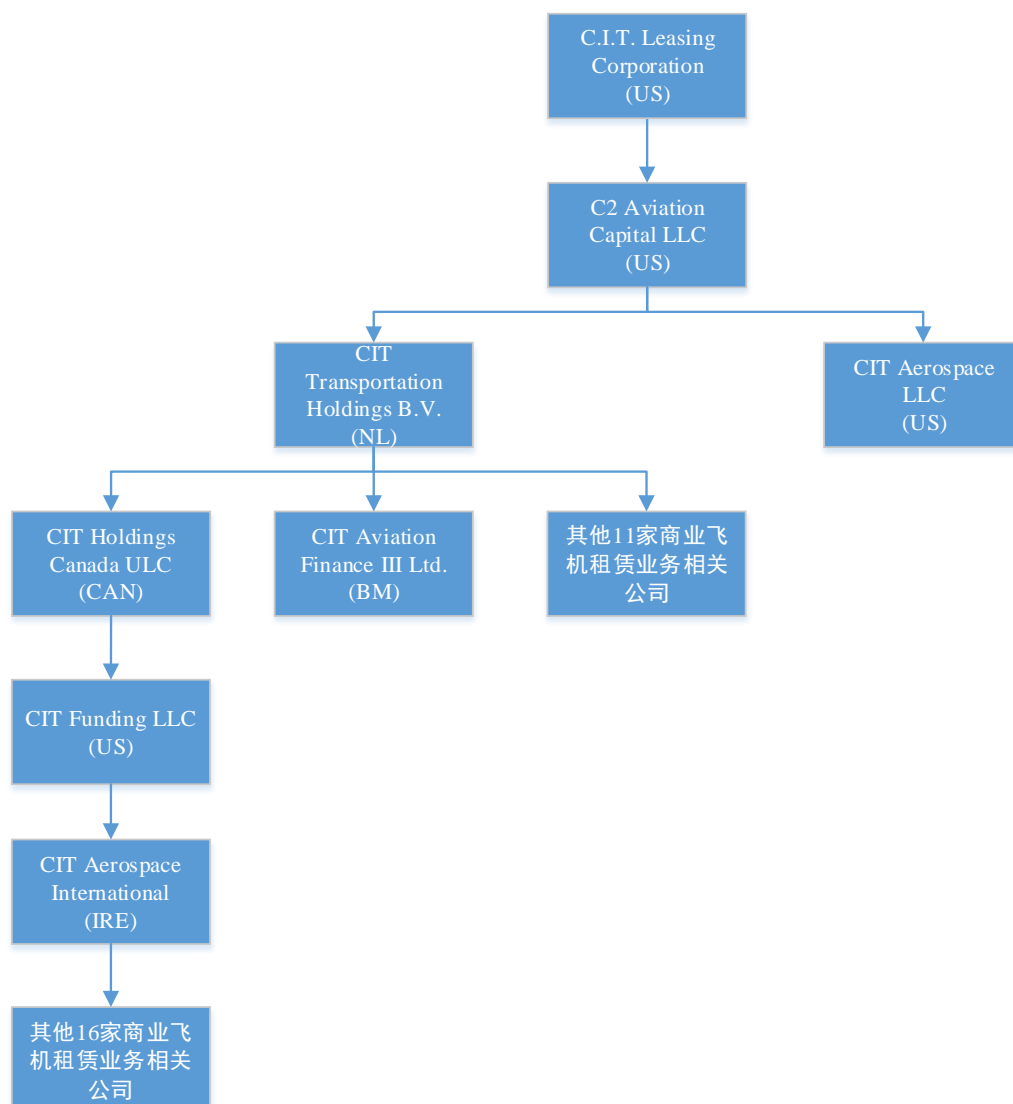 C.I.T. Leasing
Corporation
(US)
C2 Aviation
Capital LLC
(US)
CIT
Transportation
Holdings B.V.
(NL)
CIT Aerospace
LLC
(US)
CIT Holdings
Canada ULC
(CAN)
CIT Aviation
Finance III Ltd.
(BM)
其他11家商业飞
机租赁业务相关
公司
CIT Funding LLC
(US)
CIT Aerospace
International
(IRE)
其他16家商业飞
机租赁业务相关
公司